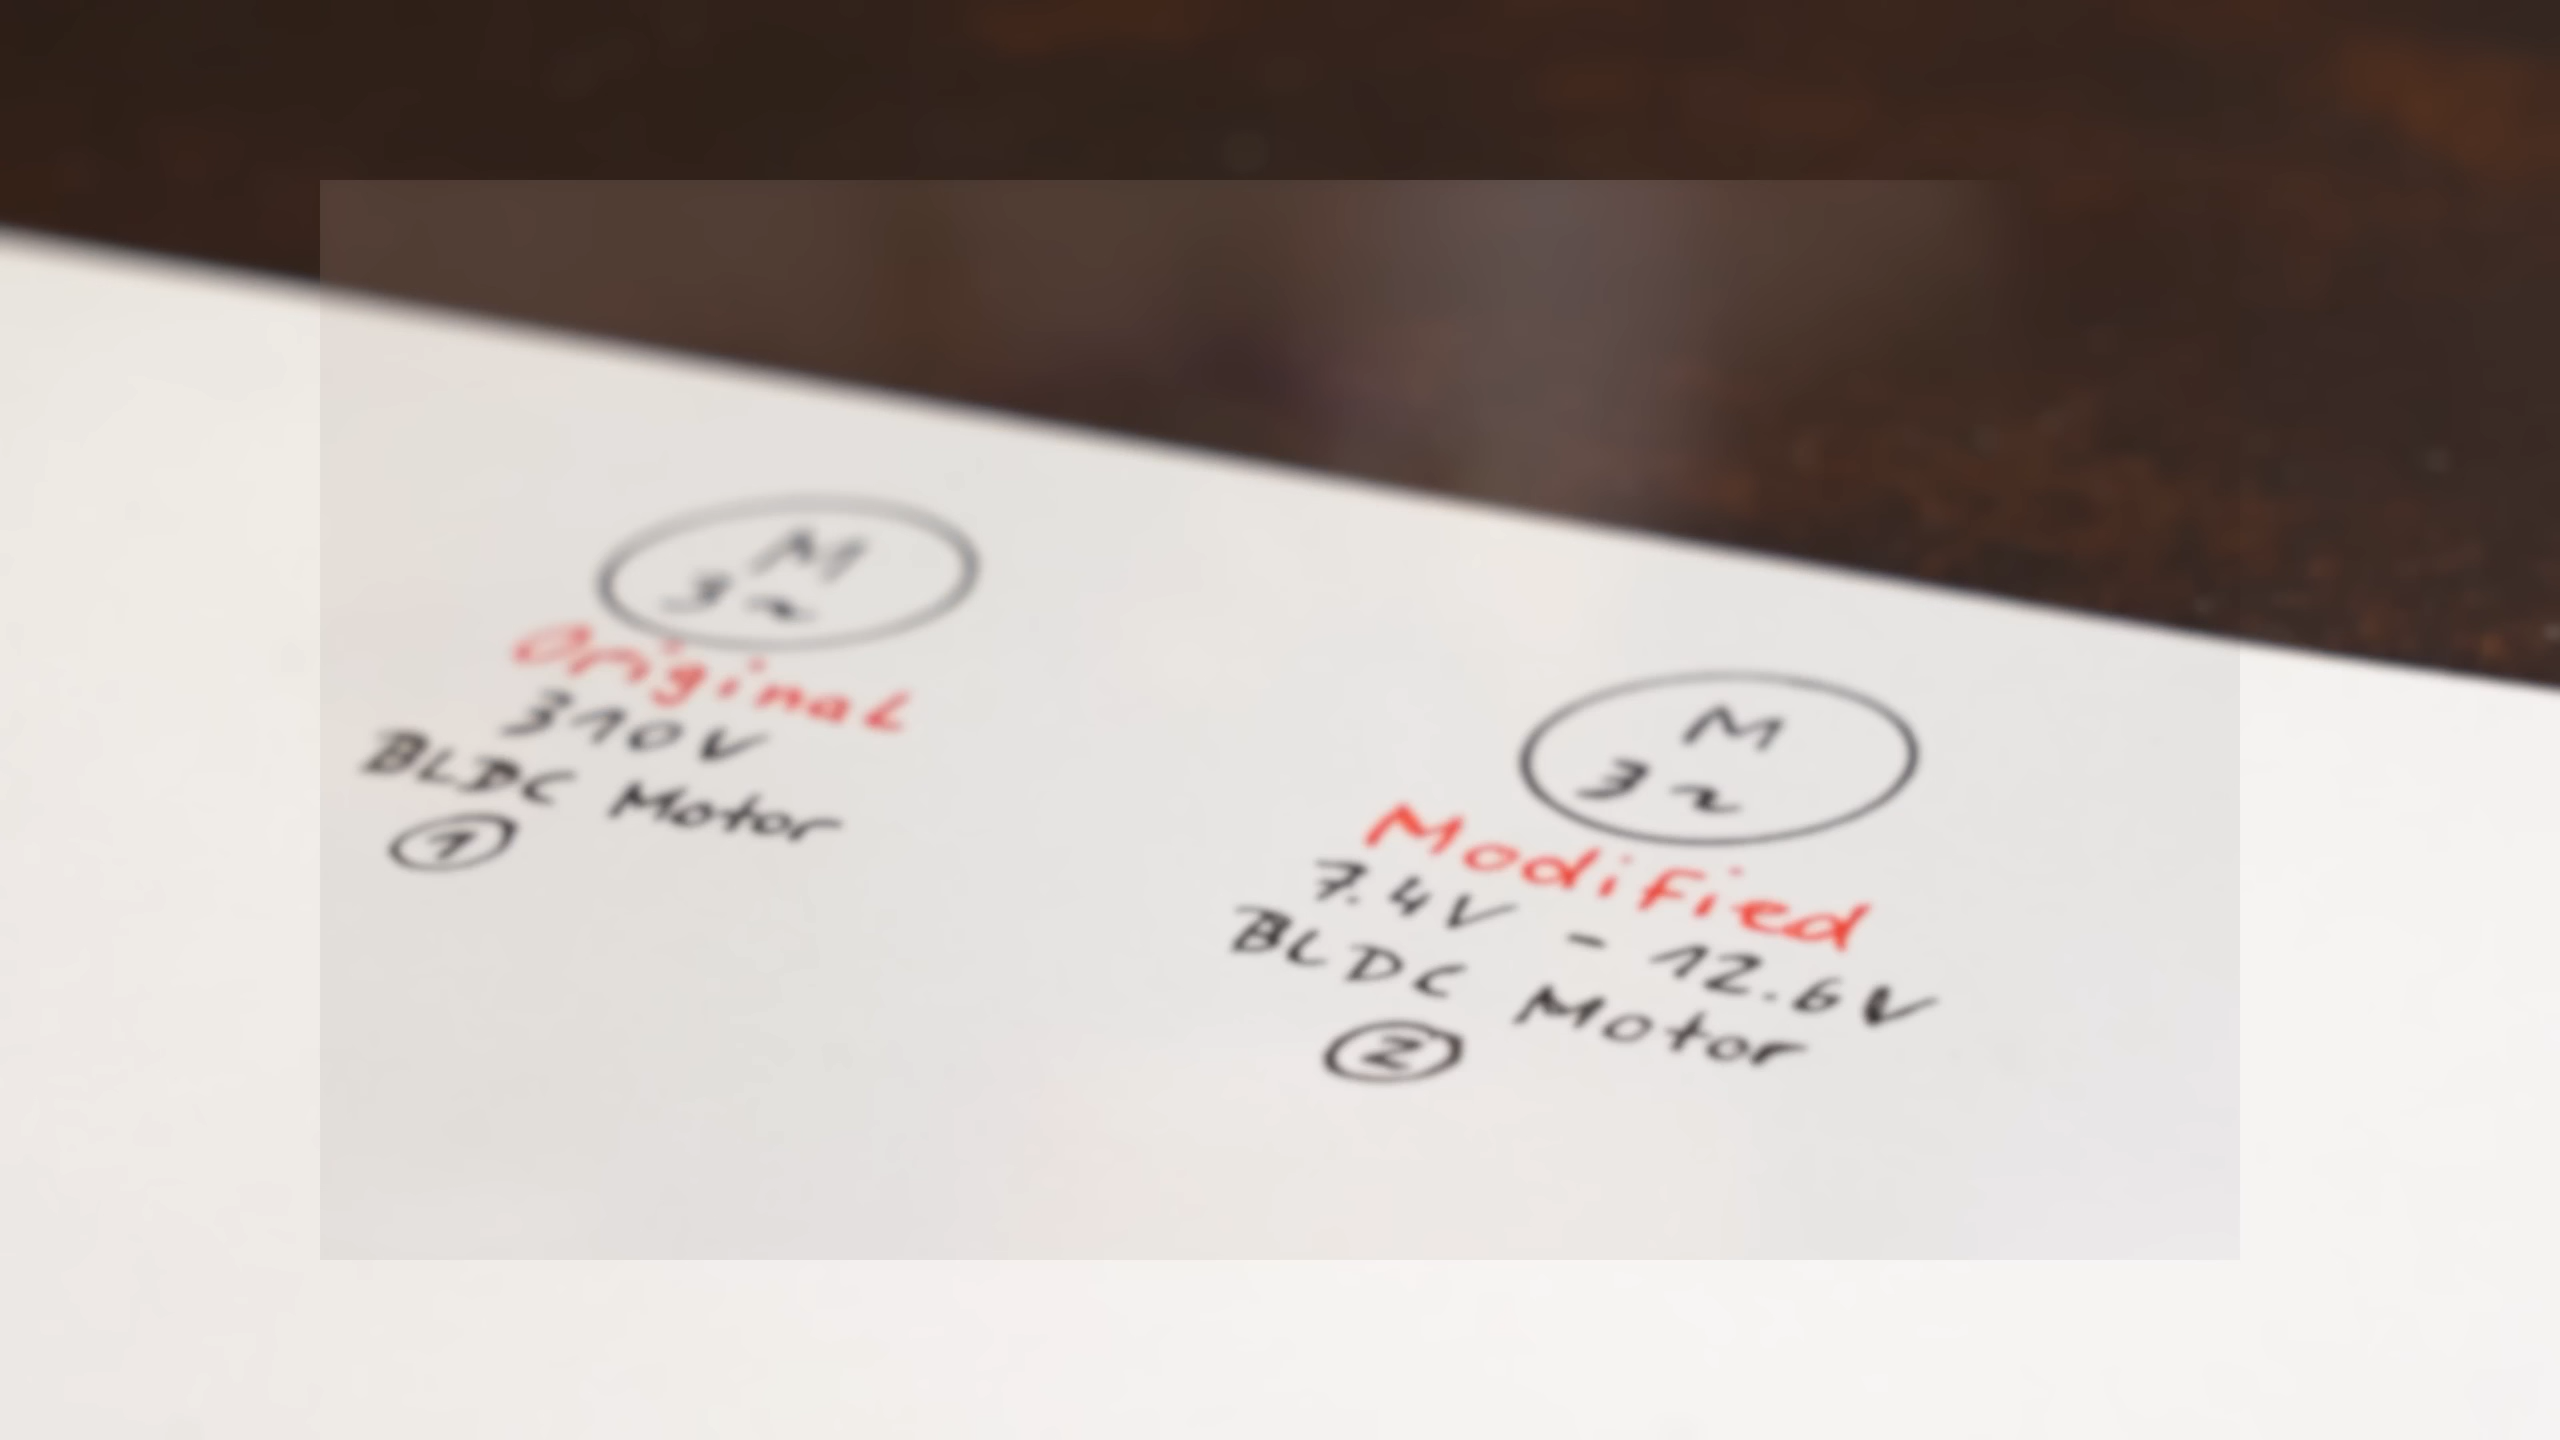 M
3~
Original
310V
BLDC Motor
1
M
3~
Modified
7.4V - 12.6V
BLDC Motor
2